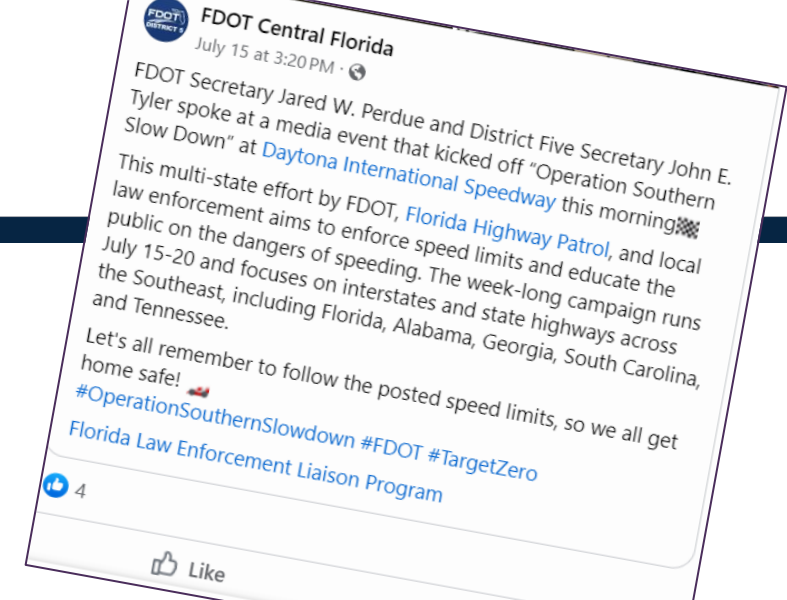 FDOT
DISTRICT 5
FDOT Central Florida
July 15 at 3:20 PM ·
FDOT Secretary Jared W. Perdue and District Five Secretary John E.
Tyler spoke at a media event that kicked off “Operation Southern
Slow Down” at Daytona International Speedway this morning🏁
This multi-state effort by FDOT, Florida Highway Patrol, and local
law enforcement aims to enforce speed limits and educate the
public on the dangers of speeding. The week-long campaign runs
July 15-20 and focuses on interstates and state highways across
the Southeast, including Florida, Alabama, Georgia, South Carolina,
and Tennessee.
Let's all remember to follow the posted speed limits, so we all get
home safe! 🏎️
#OperationSouthernSlowdown #FDOT #TargetZero
Florida Law Enforcement Liaison Program
4
Like